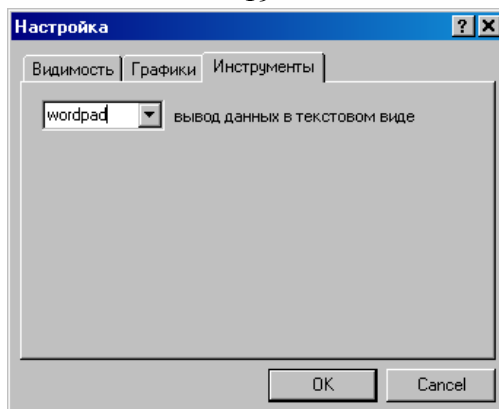 Настройка
Видимость Графики Инструменты
wordpad вывод данных в текстовом виде
OK Cancel